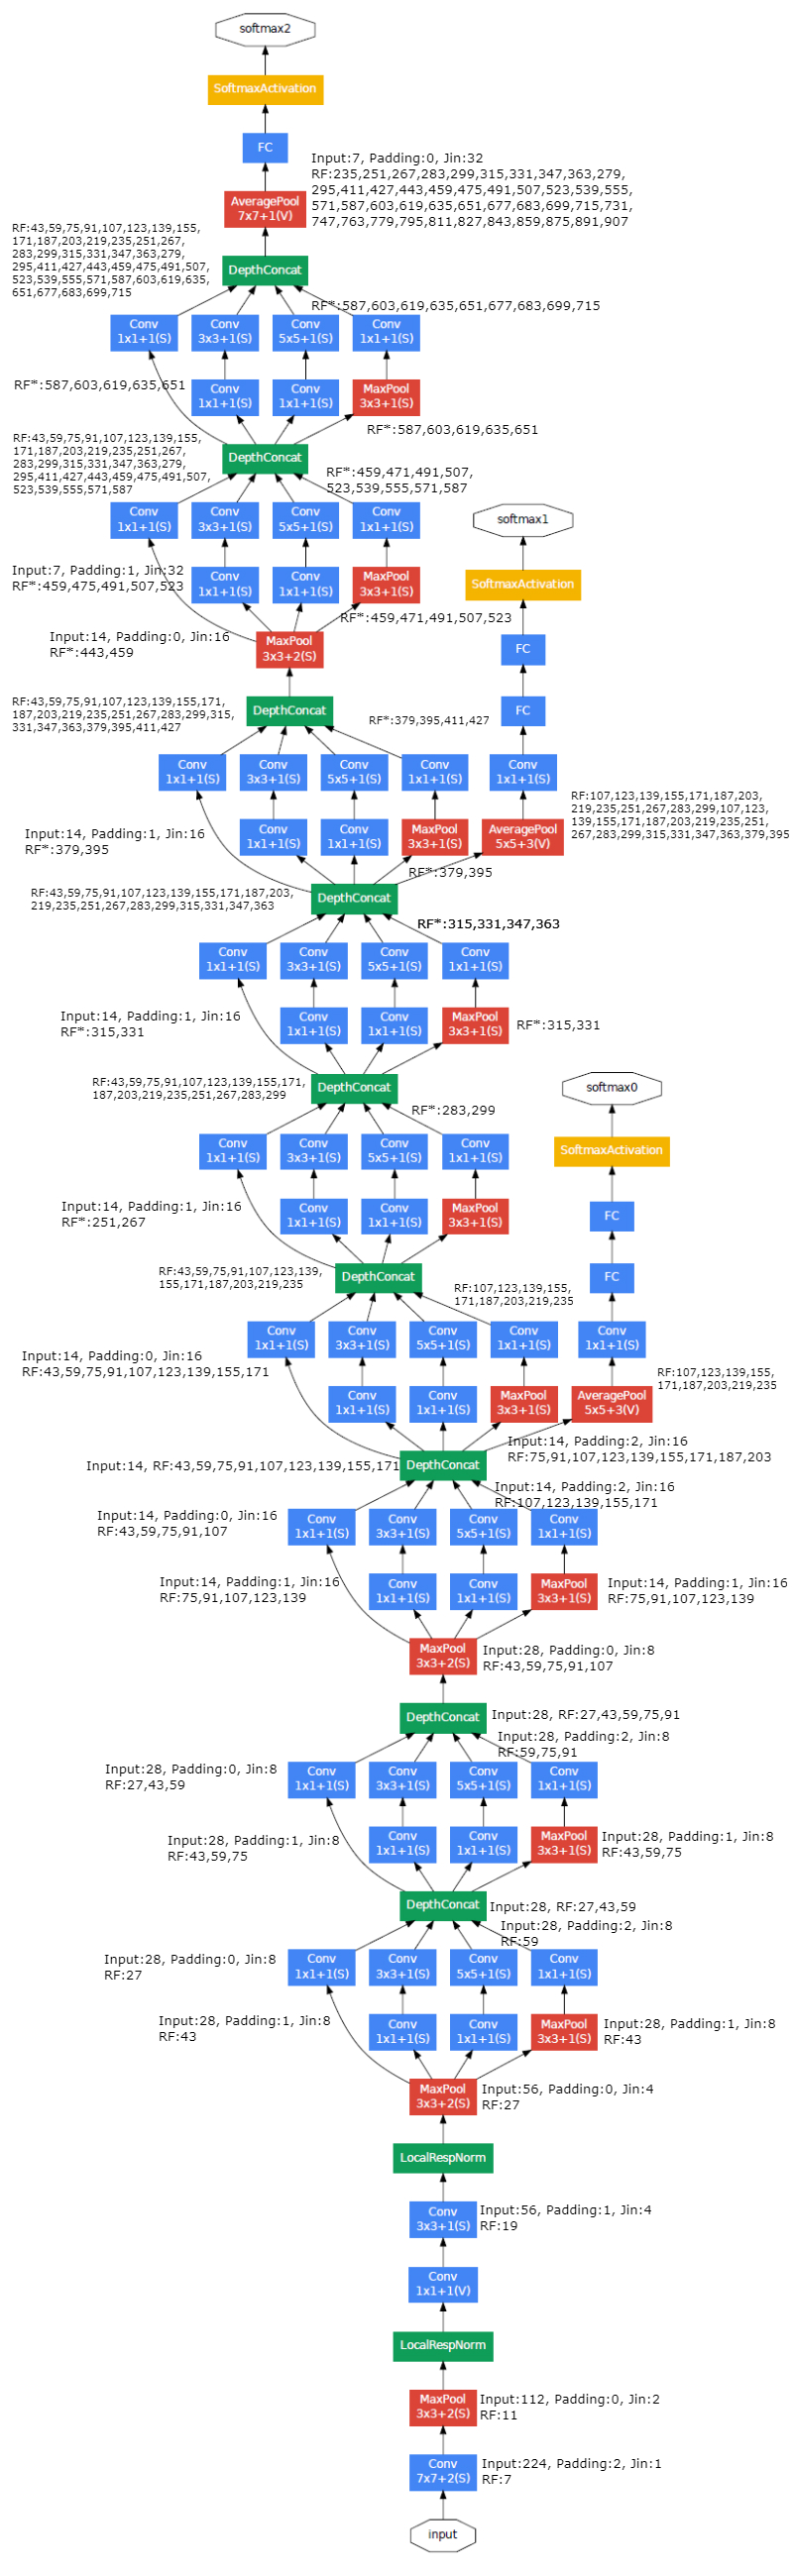 softmax2
SoftmaxActivation
FC
Input:7, Padding:0, Jin:32
RF:235,251,267,283,299,315,331,347,363,279,
295,411,427,443,459,475,491,507,523,539,555,
571,587,603,619,635,651,677,683,699,715,731,
747,763,779,795,811,827,843,859,875,891,907
AveragePool
7x7+1(V)
RF:43,59,75,91,107,123,139,155,
171,187,203,219,235,251,267,
283,299,315,331,347,363,279,
295,411,427,443,459,475,491,507,
523,539,555,571,587,603,619,635,
651,677,683,699,715
DepthConcat
RF*:587,603,619,635,651,677,683,699,715
Conv
1x1+1(S)
Conv
3x3+1(S)
Conv
5x5+1(S)
Conv
1x1+1(S)
RF*:587,603,619,635,651
Conv
1x1+1(S)
Conv
1x1+1(S)
MaxPool
3x3+1(S)
RF*:587,603,619,635,651
RF:43,59,75,91,107,123,139,155,
171,187,203,219,235,251,267,
283,299,315,331,347,363,279,
295,411,427,443,459,475,491,507,
523,539,555,571,587
DepthConcat
RF*:459,471,491,507,
523,539,555,571,587
Conv
1x1+1(S)
Conv
3x3+1(S)
Conv
5x5+1(S)
Conv
1x1+1(S)
softmax1
Input:7, Padding:1, Jin:32
RF*:459,475,491,507,523
Conv
1x1+1(S)
Conv
1x1+1(S)
MaxPool
3x3+1(S)
SoftmaxActivation
RF*:459,471,491,507,523
Input:14, Padding:0, Jin:16
RF*:443,459
MaxPool
3x3+2(S)
FC
RF:43,59,75,91,107,123,139,155,171,
187,203,219,235,251,267,283,299,315,
331,347,363,379,395,411,427
DepthConcat
RF*:379,395,411,427
FC
Conv
1x1+1(S)
Conv
3x3+1(S)
Conv
5x5+1(S)
Conv
1x1+1(S)
Conv
1x1+1(S)
RF:107,123,139,155,171,187,203,
219,235,251,267,283,299,107,123,
139,155,171,187,203,219,235,251,
267,283,299,315,331,347,363,379,395
Input:14, Padding:1, Jin:16
RF*:379,395
Conv
1x1+1(S)
Conv
1x1+1(S)
MaxPool
3x3+1(S)
AveragePool
5x5+3(V)
RF*:379,395
RF:43,59,75,91,107,123,139,155,171,187,203,
219,235,251,267,283,299,315,331,347,363
DepthConcat
RF*:315,331,347,363
Conv
1x1+1(S)
Conv
3x3+1(S)
Conv
5x5+1(S)
Conv
1x1+1(S)
Input:14, Padding:1, Jin:16
RF*:315,331
Conv
1x1+1(S)
Conv
1x1+1(S)
MaxPool
3x3+1(S)
RF*:315,331
RF:43,59,75,91,107,123,139,155,171,
187,203,219,235,251,267,283,299
DepthConcat
softmax0
RF*:283,299
Conv
1x1+1(S)
Conv
3x3+1(S)
Conv
5x5+1(S)
Conv
1x1+1(S)
SoftmaxActivation
Input:14, Padding:1, Jin:16
RF*:251,267
Conv
1x1+1(S)
Conv
1x1+1(S)
MaxPool
3x3+1(S)
FC
RF:43,59,75,91,107,123,139,
155,171,187,203,219,235
DepthConcat
FC
RF:107,123,139,155,
171,187,203,219,235
Conv
1x1+1(S)
Conv
3x3+1(S)
Conv
5x5+1(S)
Conv
1x1+1(S)
Conv
1x1+1(S)
Input:14, Padding:0, Jin:16
RF:43,59,75,91,107,123,139,155,171
RF:107,123,139,155,
171,187,203,219,235
Conv
1x1+1(S)
Conv
1x1+1(S)
MaxPool
3x3+1(S)
AveragePool
5x5+3(V)
Input:14, Padding:2, Jin:16
RF:75,91,107,123,139,155,171,187,203
Input:14, RF:43,59,75,91,107,123,139,155,171
DepthConcat
Input:14, Padding:2, Jin:16
RF:107,123,139,155,171
Input:14, Padding:0, Jin:16
RF:43,59,75,91,107
Conv
1x1+1(S)
Conv
3x3+1(S)
Conv
5x5+1(S)
Conv
1x1+1(S)
Input:14, Padding:1, Jin:16
RF:75,91,107,123,139
Conv
1x1+1(S)
Conv
1x1+1(S)
MaxPool
3x3+1(S)
Input:14, Padding:1, Jin:16
RF:75,91,107,123,139
MaxPool
3x3+2(S)
Input:28, Padding:0, Jin:8
RF:43,59,75,91,107
DepthConcat
Input:28, RF:27,43,59,75,91
Input:28, Padding:2, Jin:8
RF:59,75,91
Input:28, Padding:0, Jin:8
RF:27,43,59
Conv
1x1+1(S)
Conv
3x3+1(S)
Conv
5x5+1(S)
Conv
1x1+1(S)
Input:28, Padding:1, Jin:8
RF:43,59,75
Conv
1x1+1(S)
Conv
1x1+1(S)
MaxPool
3x3+1(S)
Input:28, Padding:1, Jin:8
RF:43,59,75
DepthConcat
Input:28, RF:27,43,59
Input:28, Padding:2, Jin:8
RF:59
Input:28, Padding:0, Jin:8
RF:27
Conv
1x1+1(S)
Conv
3x3+1(S)
Conv
5x5+1(S)
Conv
1x1+1(S)
Input:28, Padding:1, Jin:8
RF:43
Conv
1x1+1(S)
Conv
1x1+1(S)
MaxPool
3x3+1(S)
Input:28, Padding:1, Jin:8
RF:43
MaxPool
3x3+2(S)
Input:56, Padding:0, Jin:4
RF:27
LocalRespNorm
Conv
3x3+1(S)
Input:56, Padding:1, Jin:4
RF:19
Conv
1x1+1(V)
LocalRespNorm
MaxPool
3x3+2(S)
Input:112, Padding:0, Jin:2
RF:11
Conv
7x7+2(S)
Input:224, Padding:2, Jin:1
RF:7
input